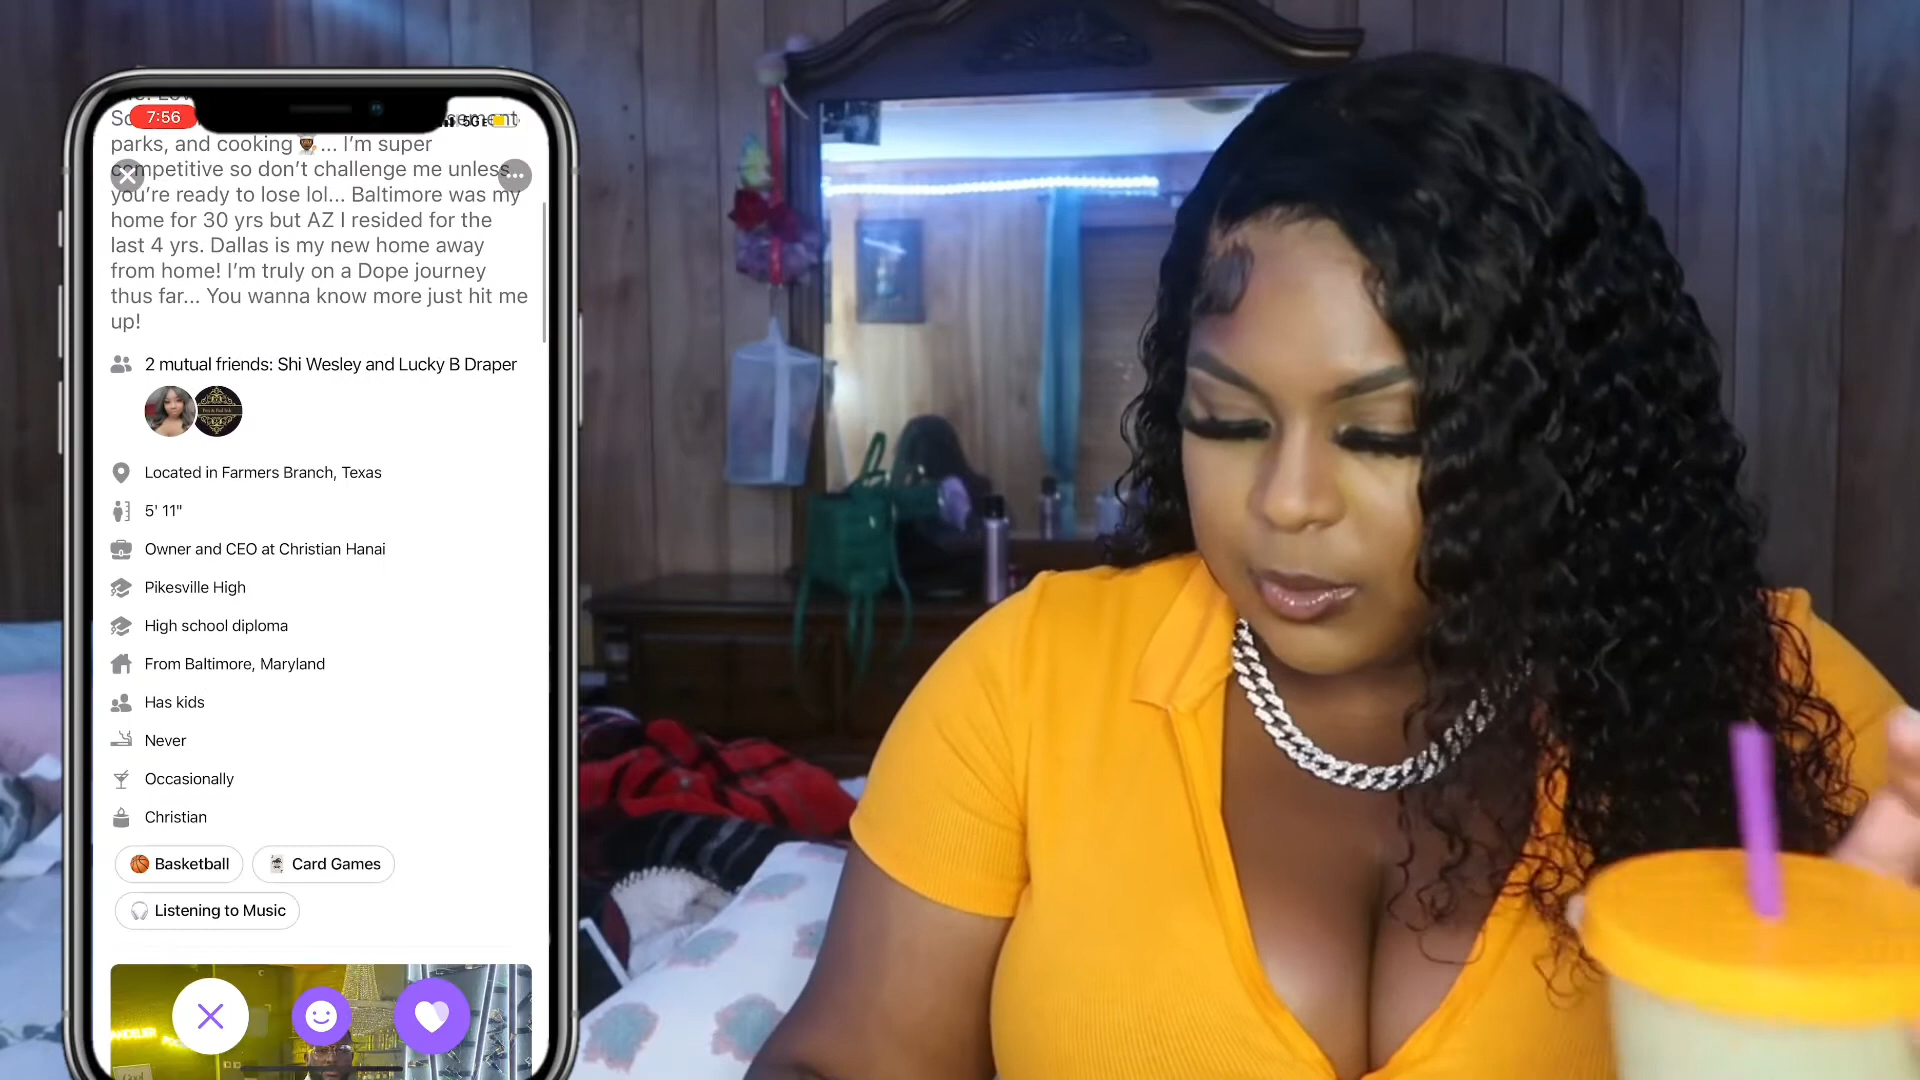 7:56
5G
parks, and cooking... I'm super
competitive so don't challenge me unless
you're ready to lose lol... Baltimore was my
home for 30 yrs but AZ I resided for the
last 4 yrs. Dallas is my new home away
from home! I'm truly on a Dope journey
thus far... You wanna know more just hit me
up!
2 mutual friends: Shi Wesley and Lucky B Draper
Located in Farmers Branch, Texas
5' 11"
Owner and CEO at Christian Hanai
Pikesville High
High school diploma
From Baltimore, Maryland
Has kids
Never
Occasionally
Christian
Basketball
Card Games
Listening to Music